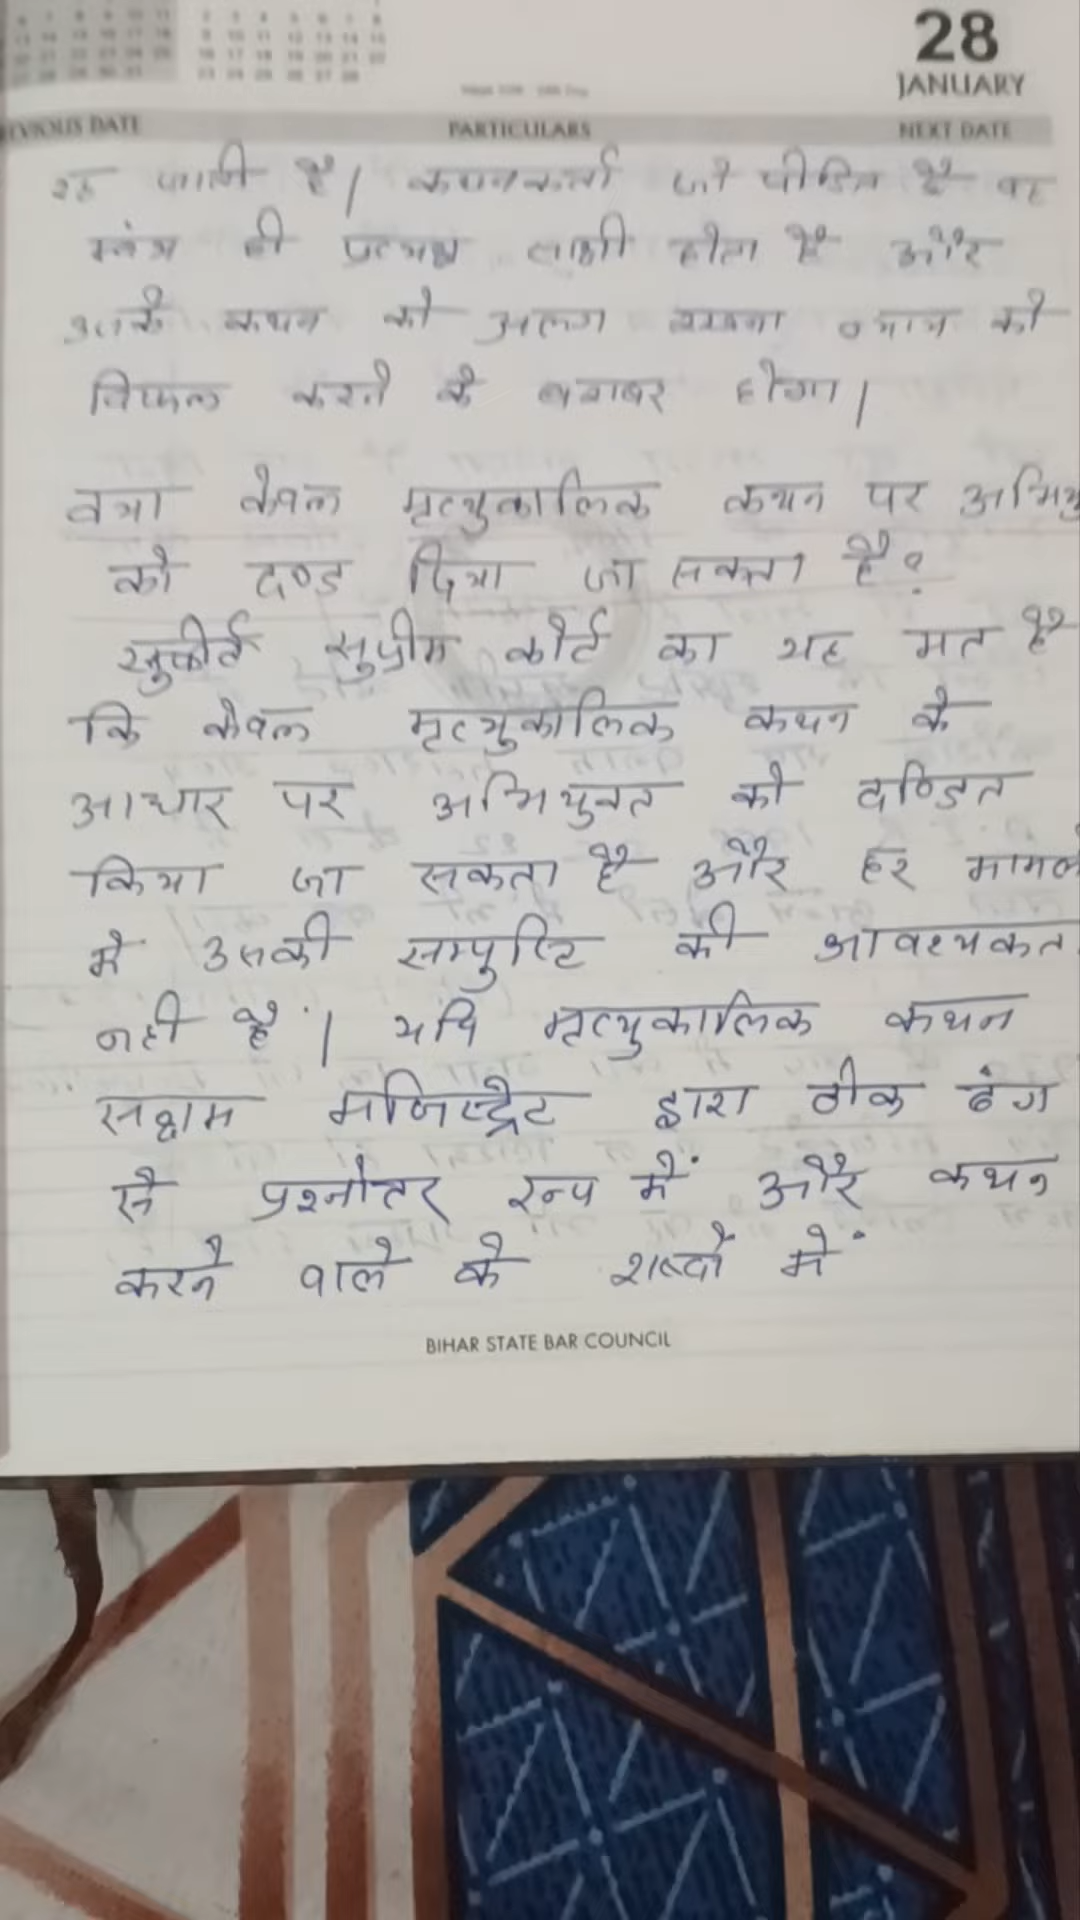 28
JANUARY
PARTICULARS
NEXT DATE
रह जाती है। कथनकर्ता जो पीड़ित है वह
स्वंय ही प्रत्यक्ष साक्षी होता है और
उसके कथन को अलग रखना न्याय को
विफल करने के बराबर होगा।
क्या केवल मृत्युकालिक कथन पर अभियु
को दण्ड दिया जा सकता है?
सुप्रीम कोर्ट का यह मत है
कि केवल मृत्युकालिक कथन के
आधार पर अभियुक्त को दण्डित
किया जा सकता है और हर मामले
मे उसकी सम्पुष्टि की आवश्यकता
नही है। यदि मृत्युकालिक कथन
सक्षम मजिस्ट्रेट द्वारा ठीक ढंग
से प्रश्नोतर रूप में और कथन
करने वाले के शब्दों में
BIHAR STATE BAR COUNCIL